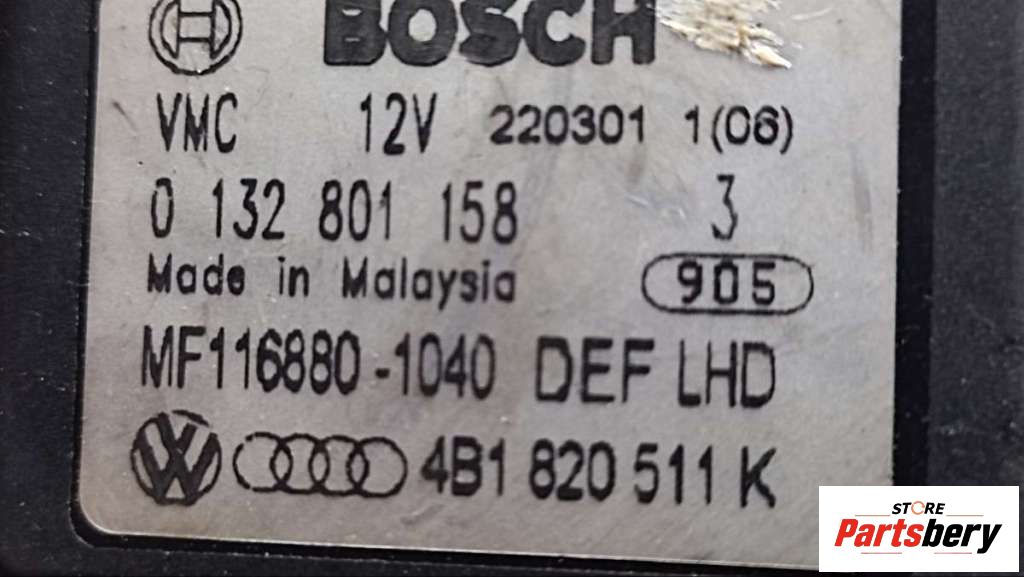 BOSCH
VMC 12V 220301 1(06)
0 132 801 158 3
Made in Malaysia 905
MF116880-1040 DEF LHD
VW 4B1 820 511 K
STORE
Partsbery